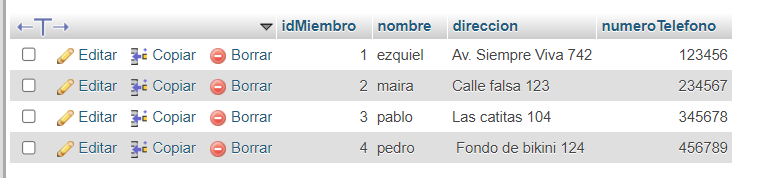 idMiembro nombre direccion numeroTelefono
Editar Copiar Borrar 1 ezquiel Av. Siempre Viva 742 123456
Editar Copiar Borrar 2 maira Calle falsa 123 234567
Editar Copiar Borrar 3 pablo Las catitas 104 345678
Editar Copiar Borrar 4 pedro Fondo de bikini 124 456789